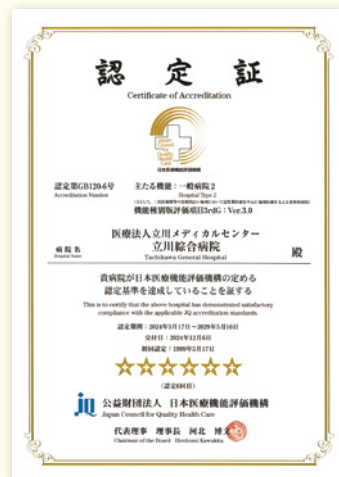 認定証
Certificate of Accreditation
Japan
Council for
Quality
Health
Care
日本医療機能評価機構
認定第GB120-6号
Accreditation Number
主たる機能：一般病院2
Hospital Type 2
機能種別版評価項目3rdG：Ver.3.0
医療法人立川メディカルセンター
病院名
Hospital Name
立川綜合病院
Tachikawa General Hospital
殿
貴病院が日本医療機能評価機構の定める
認定基準を達成していることを証する
This is to certify that the above hospital has demonstrated satisfactory
compliance with the applicable JQ accreditation standards.
認定期間：2024年5月17日～2029年5月16日
交付日：2024年12月6日
初回認定：1999年5月17日
（認定6回目）
jq 公益財団法人 日本医療機能評価機構
Japan Council for Quality Health Care
代表理事 理事長 河北 博文
Chairman of the Board Hirobumi Kawakita